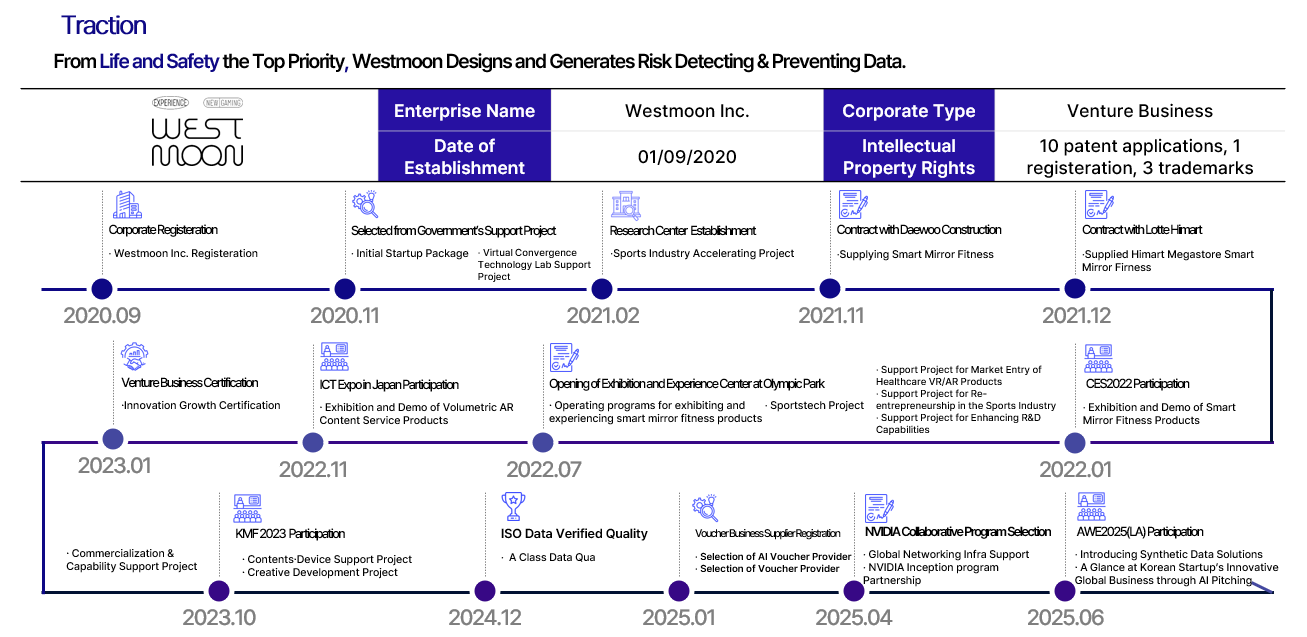 Traction
From Life and Safety the Top Priority, Westmoon Designs and Generates Risk Detecting & Preventing Data.
EXPERIENCE NEW GAMING
WEST
MOON
Enterprise Name
Westmoon Inc.
Corporate Type
Venture Business
Date of
Establishment
01/09/2020
Intellectual
Property Rights
10 patent applications, 1
registeration, 3 trademarks
Corporate Registeration
· Westmoon Inc. Registeration
2020.09
Selected from Government's Support Project
· Initial Startup Package
· Virtual Convergence
Technology Lab Support
Project
2020.11
Research Center Establishment
·Sports Industry Accelerating Project
2021.02
Contract with Daewoo Construction
·Supplying Smart Mirror Fitness
2021.11
Contract with Lotte Himart
·Supplied Himart Megastore Smart
Mirror Firness
2021.12
Venture Business Certification
·Innovation Growth Certification
2023.01
ICT Expo in Japan Participation
· Exhibition and Demo of Volumetric AR
Content Service Products
2022.11
Opening of Exhibition and Experience Center at Olympic Park
· Operating programs for exhibiting and
experiencing smart mirror fitness products
· Sportstech Project
2022.07
· Support Project for Market Entry of
Healthcare VR/AR Products
· Support Project for Re-
entrepreneurship in the Sports Industry
· Support Project for Enhancing R&D
Capabilities
CES2022 Participation
· Exhibition and Demo of Smart
Mirror Fitness Products
2022.01
· Commercialization &
Capability Support Project
KMF 2023 Participation
· Contents·Device Support Project
· Creative Development Project
2023.10
ISO Data Verified Quality
· A Class Data Qua
2024.12
Voucher Business Supplier Registration
· Selection of AI Voucher Provider
· Selection of Voucher Provider
2025.01
NVIDIA Collaborative Program Selection
· Global Networking Infra Support
· NVIDIA Inception program
Partnership
2025.04
AWE2025(LA) Participation
· Introducing Synthetic Data Solutions
· A Glance at Korean Startup's Innovative
Global Business through AI Pitching
2025.06